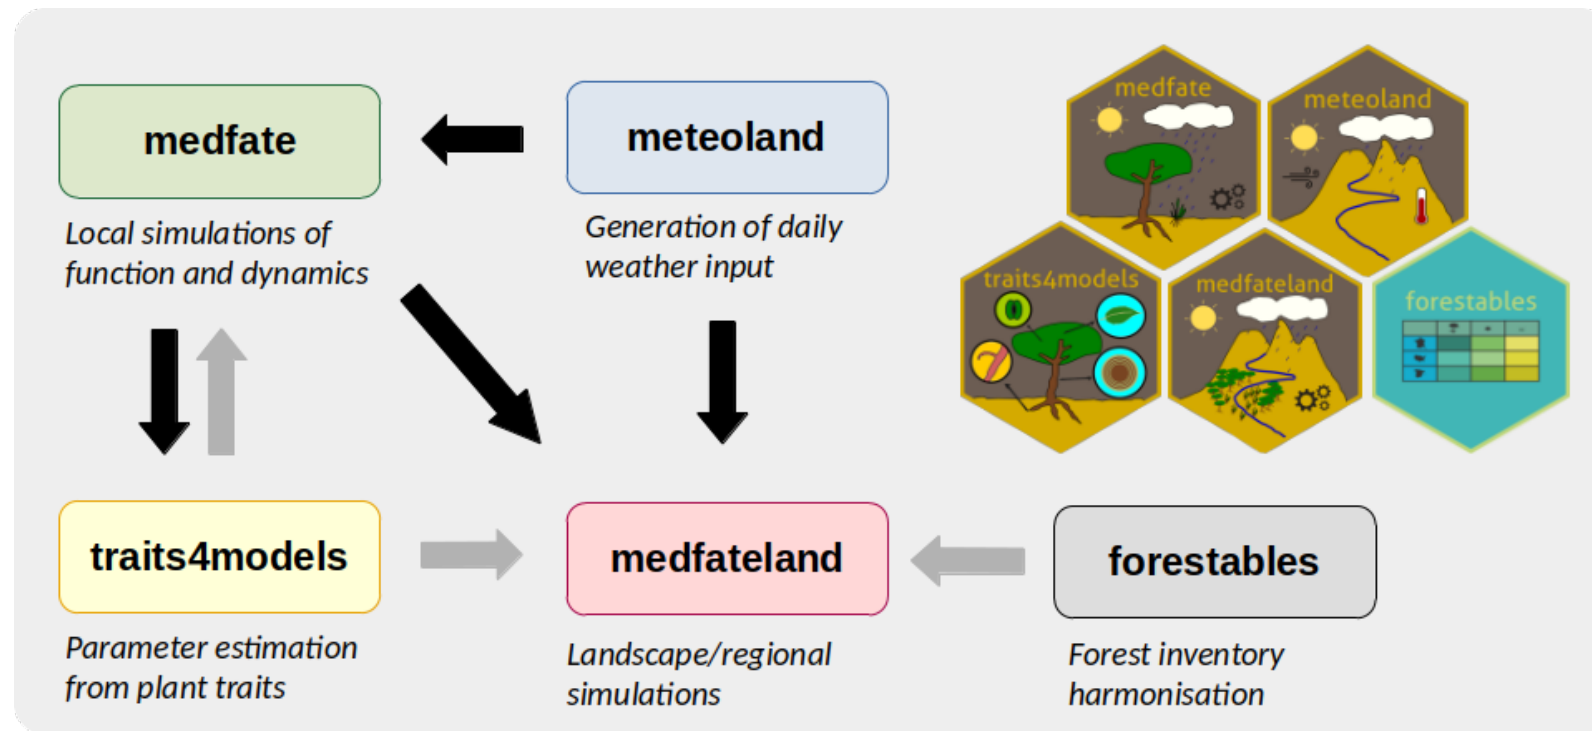 medfate
meteoland
Local simulations of
function and dynamics
Generation of daily
weather input
medfate
meteoland
traits4models
medfateland
forestables
traits4models
medfateland
forestables
Parameter estimation
from plant traits
Landscape/regional
simulations
Forest inventory
harmonisation